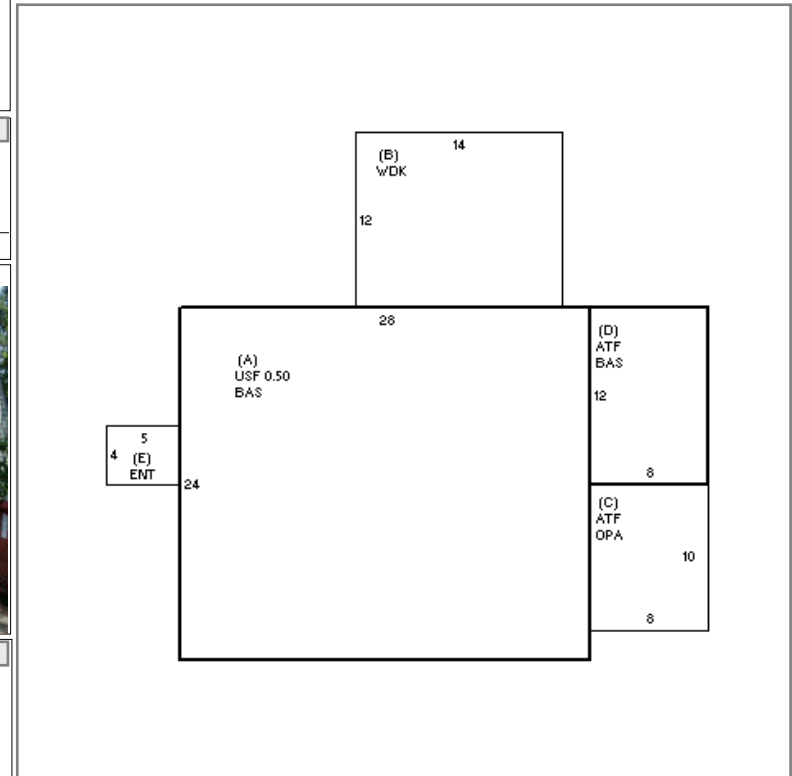 14
(B)
WDK
12
28
(A)
USF 0.50
BAS
(D)
ATF
BAS
12
8
5
4
(E)
ENT
24
(C)
ATF
OPA
10
8